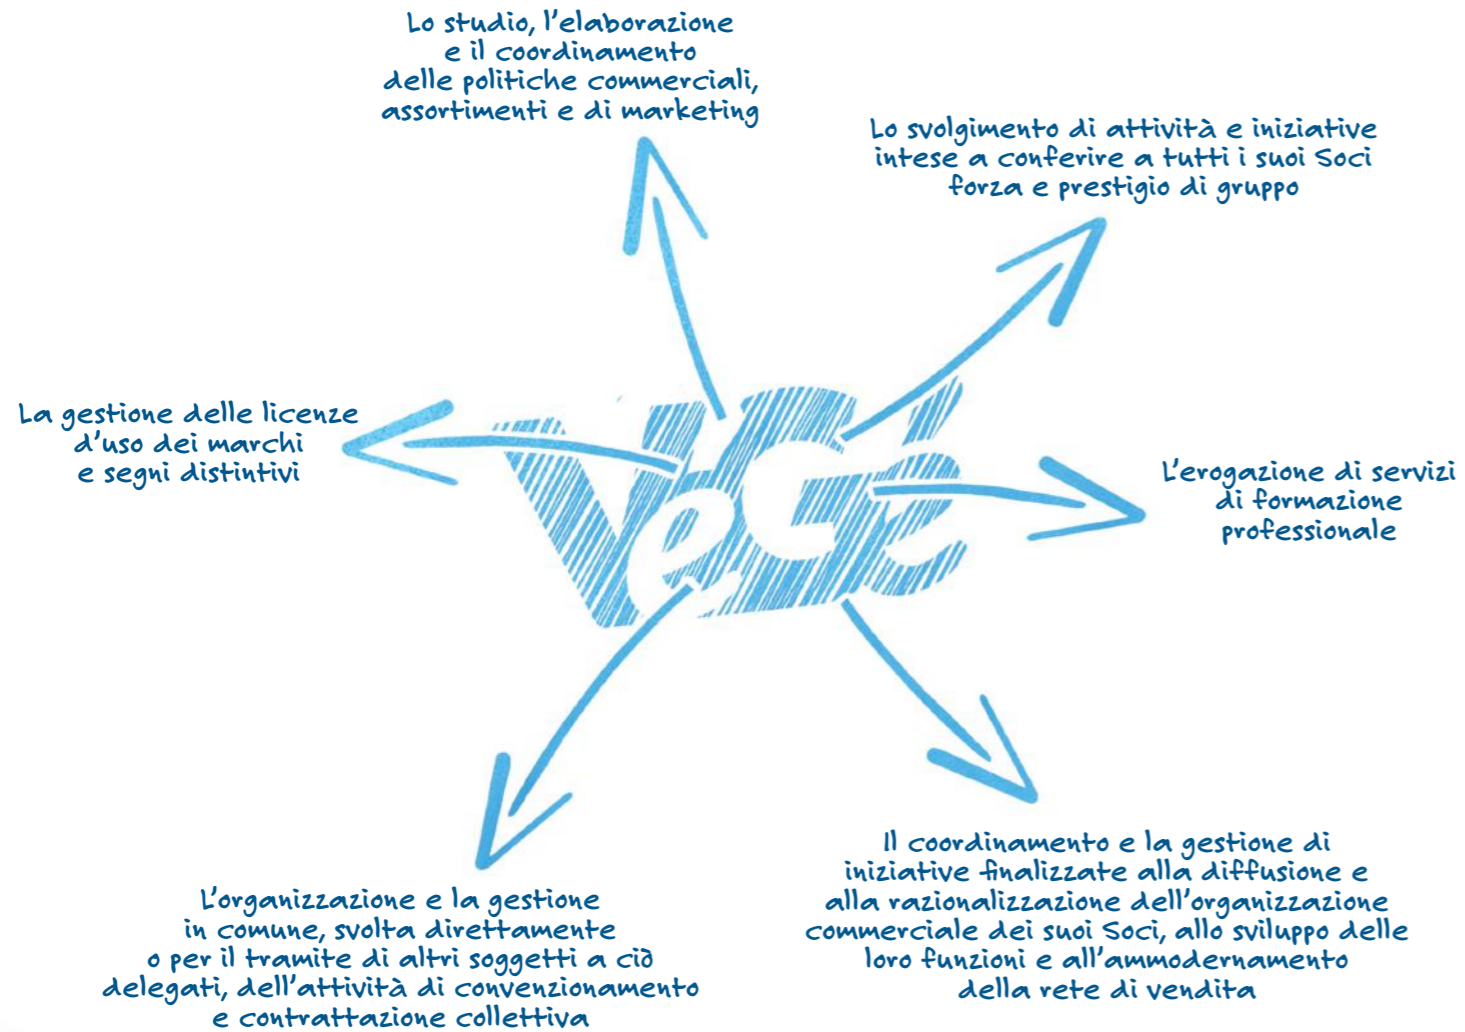 Lo studio, l'elaborazione
e il coordinamento
delle politiche commerciali,
assortimenti e di marketing
Lo svolgimento di attività e iniziative
intese a conferire a tutti i suoi Soci
forza e prestigio di gruppo
La gestione delle licenze
d'uso dei marchi
e segni distintivi
VéGé
L'erogazione di servizi
di formazione
professionale
L'organizzazione e la gestione
in comune, svolta direttamente
o per il tramite di altri soggetti a ciò
delegati, dell'attività di convenzionamento
e contrattazione collettiva
Il coordinamento e la gestione di
iniziative finalizzate alla diffusione e
alla razionalizzazione dell'organizzazione
commerciale dei suoi Soci, allo sviluppo delle
loro funzioni e all'ammodernamento
della rete di vendita